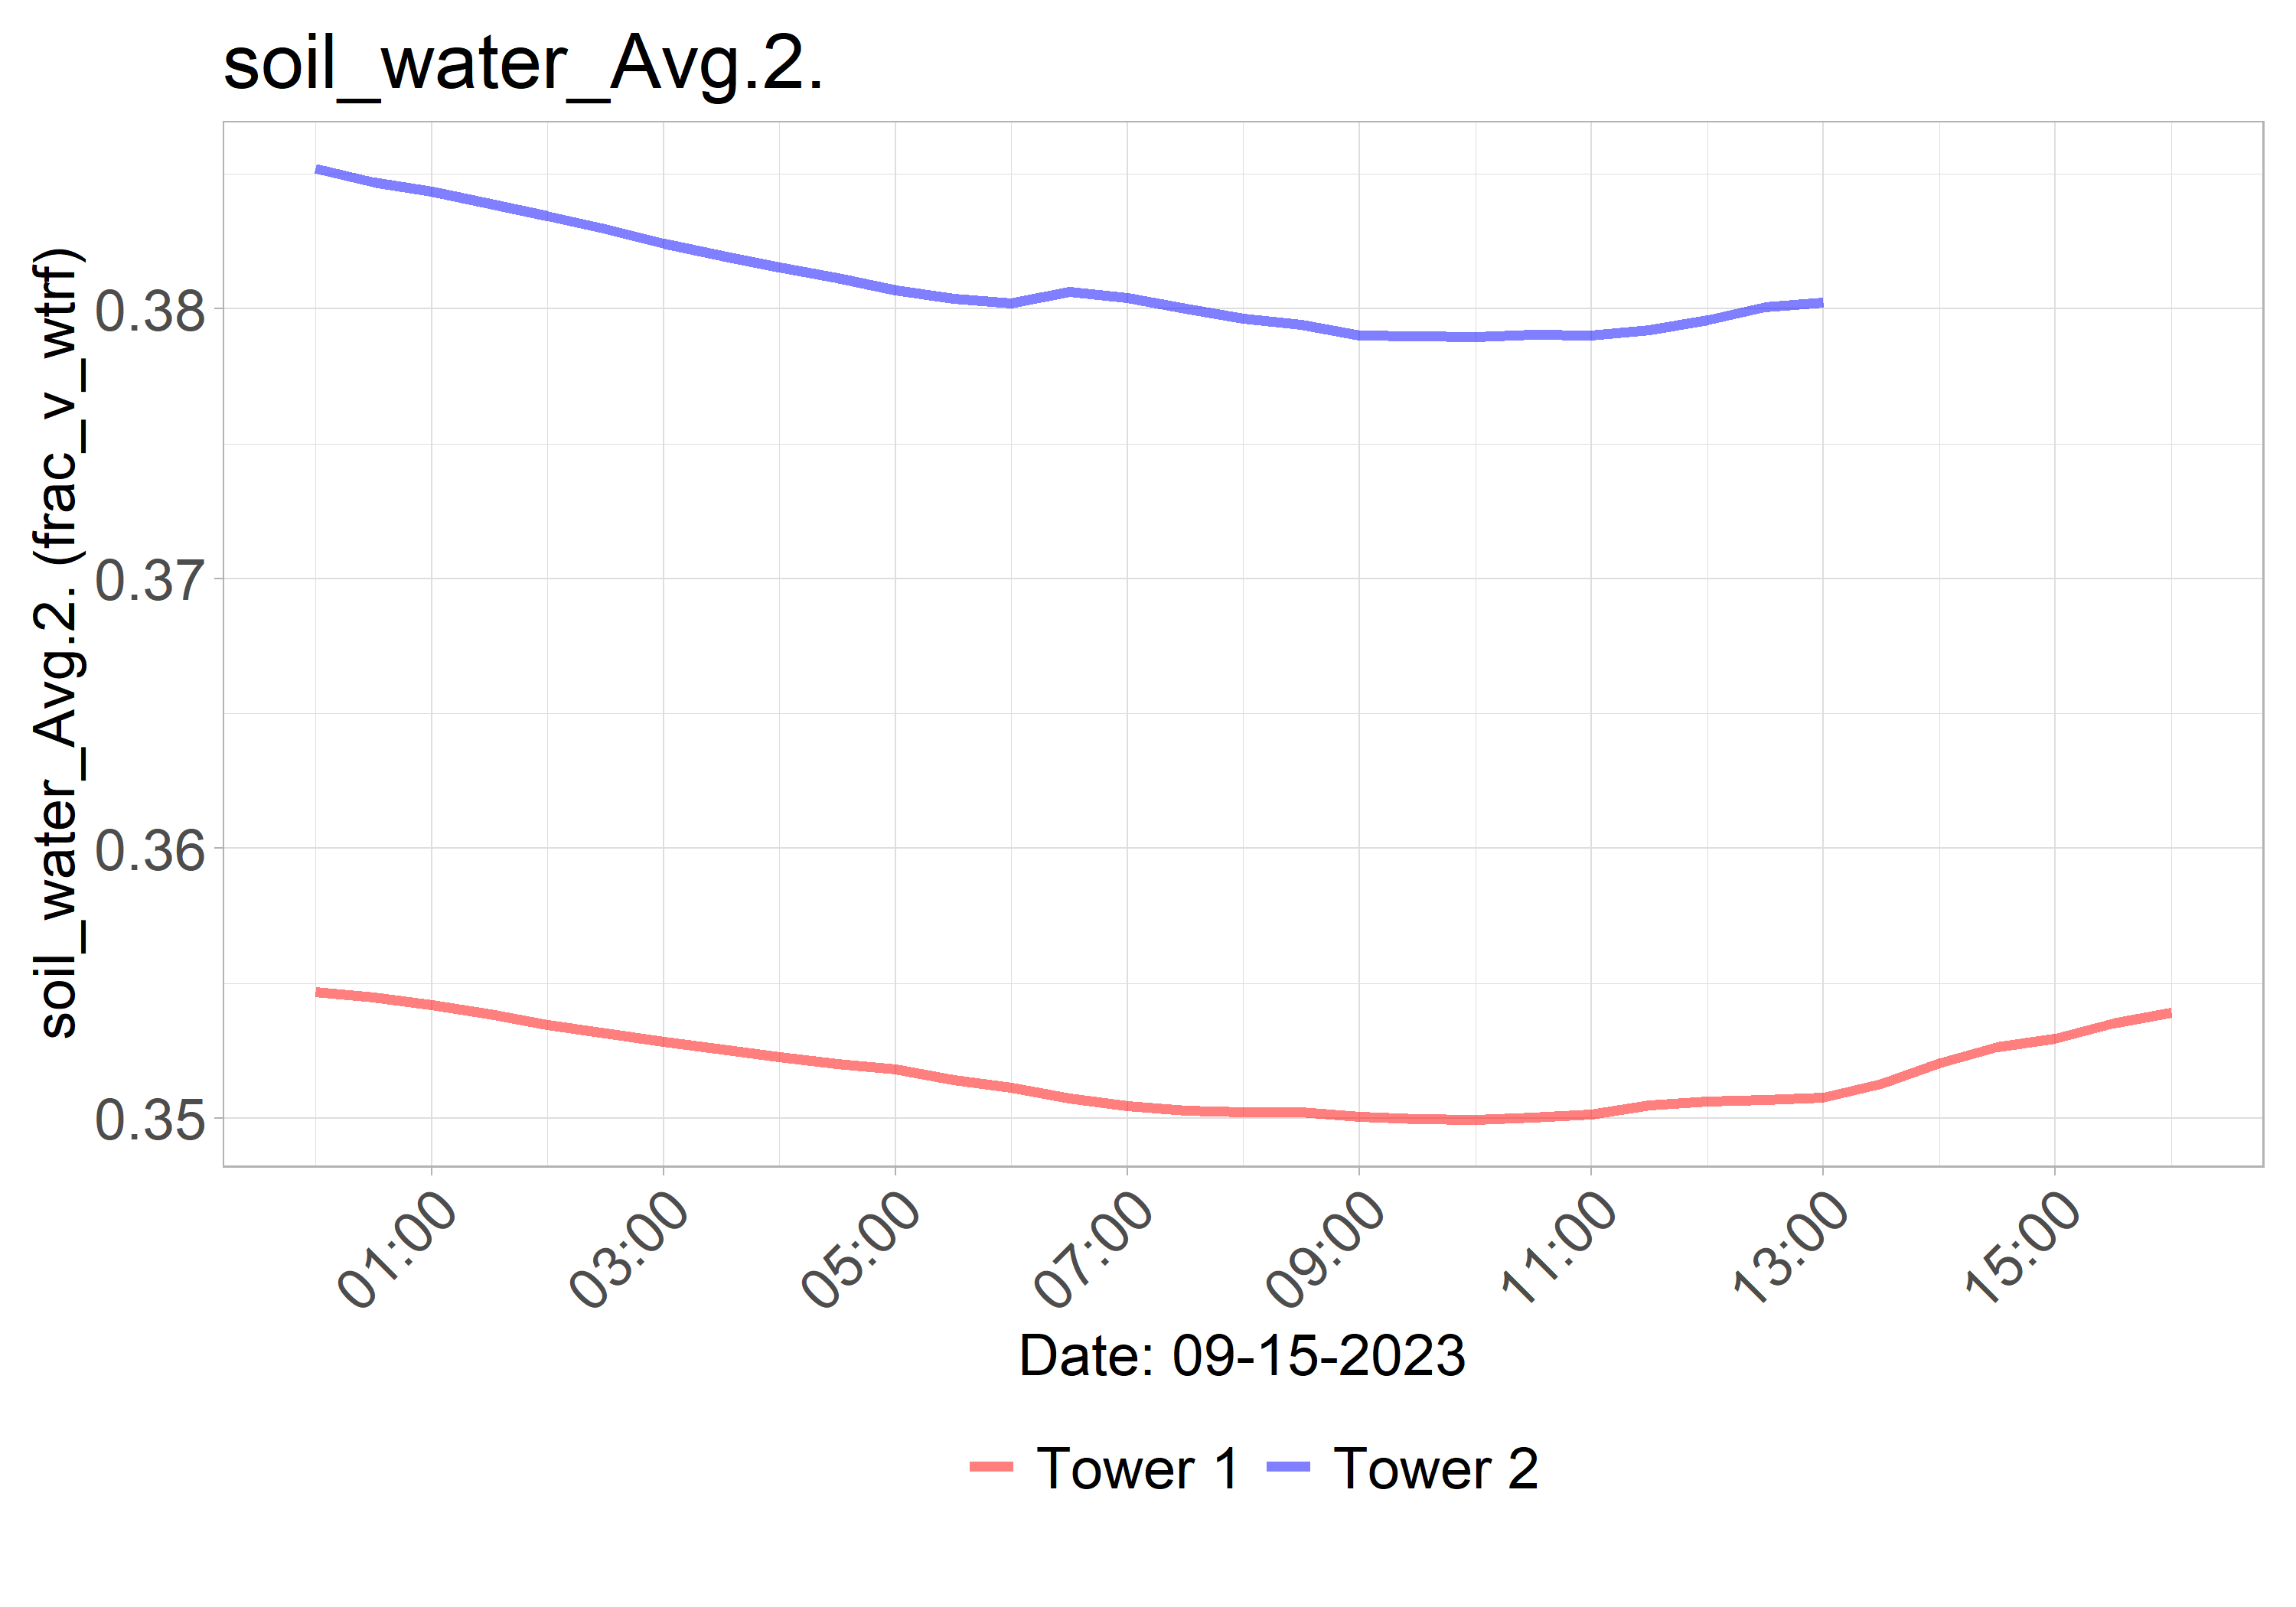 soil_water_Avg.2.
soil_water_Avg.2. (frac_v_wtrf)
0.38
0.37
0.36
0.35
01:00
03:00
05:00
07:00
09:00
11:00
13:00
15:00
Date: 09-15-2023
Tower 1
Tower 2